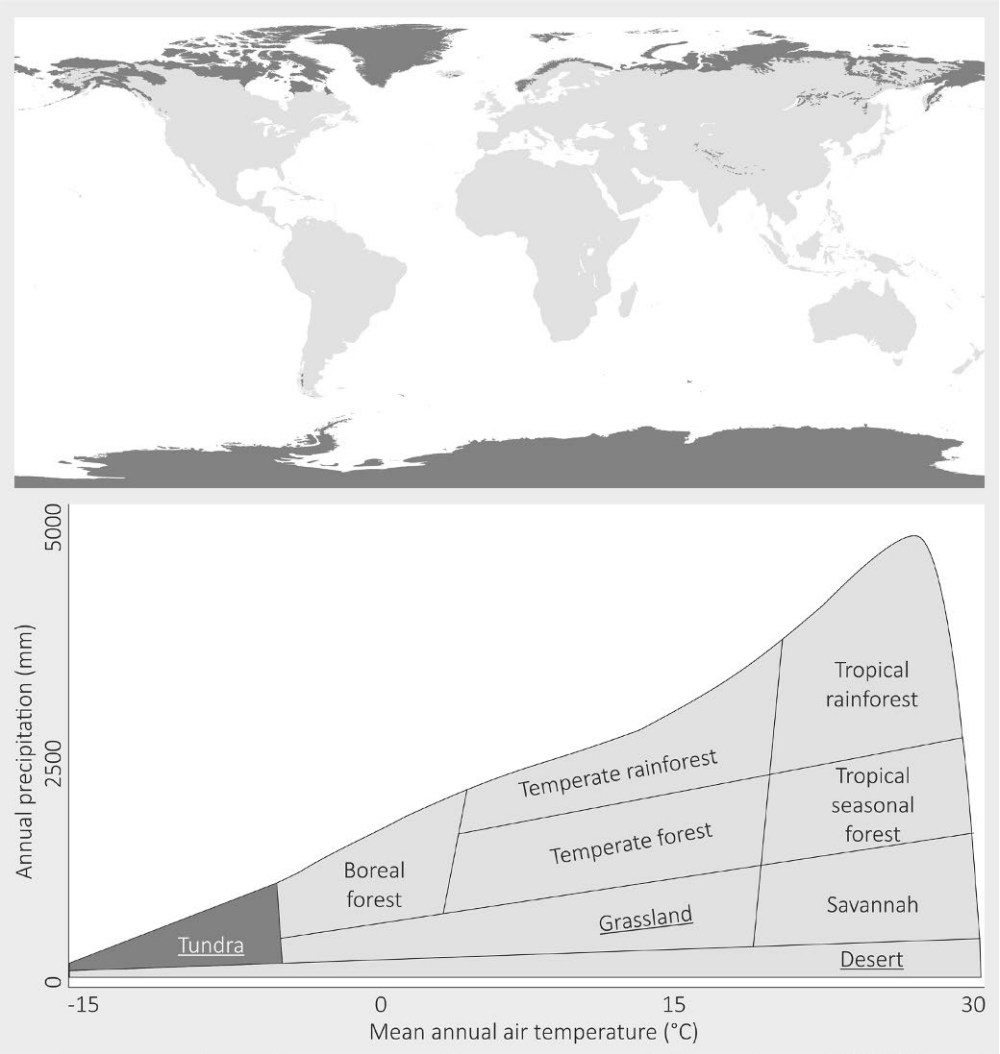 5000
2500
0
Annual precipitation (mm)
Tropical
rainforest
Temperate rainforest
Tropical
seasonal
forest
Temperate forest
Boreal
forest
Grassland
Savannah
Tundra
Desert
-15
0
15
30
Mean annual air temperature (°C)